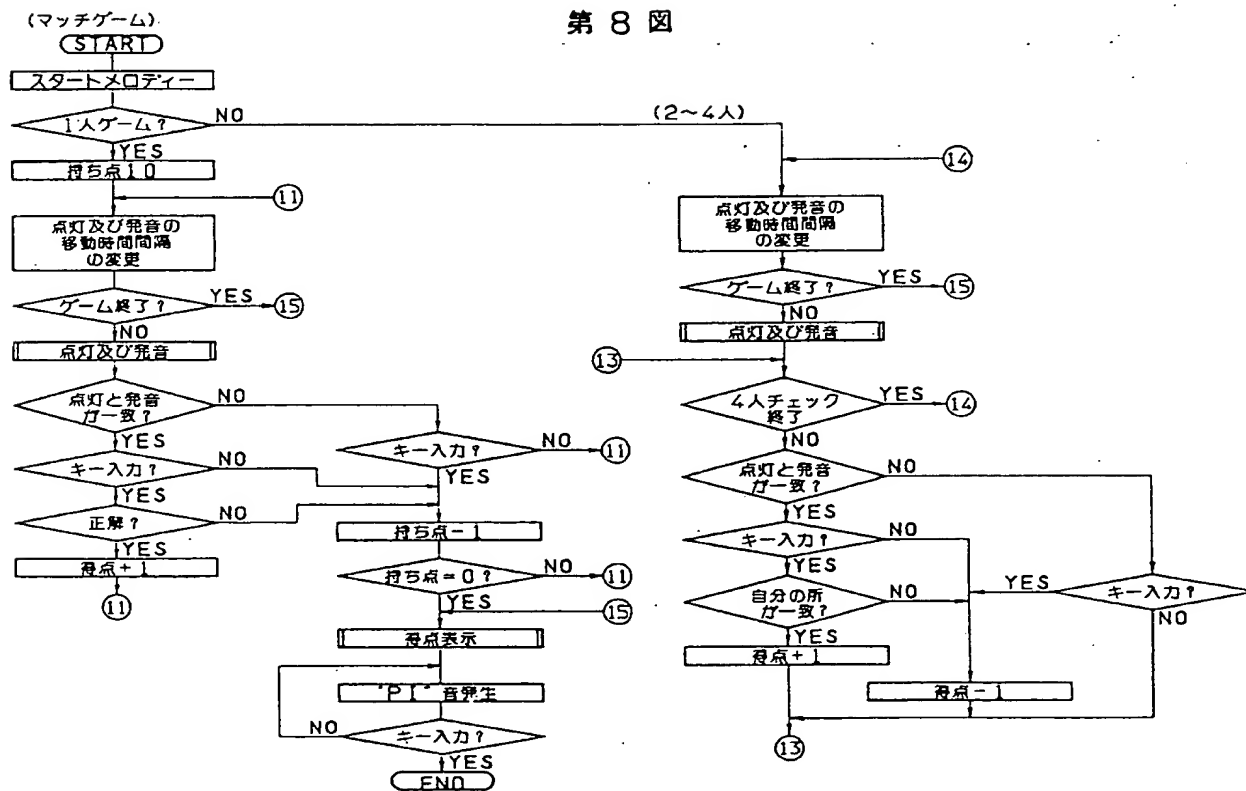 第8図
(マッチゲーム)
START
スタートメロディー
1人ゲーム?
NO
(2～4人)
YES
持ち点10
⑪
点灯及び発音の
移動時間間隔
の変更
ゲーム終了?
YES
⑮
NO
点灯及び発音
点灯と発音
が一致?
NO
YES
キー入力?
NO
YES
正解?
NO
YES
得点+1
⑪
キー入力?
NO
⑪
YES
持ち点-1
持ち点=0?
NO
⑪
YES
⑮
得点表示
"PI"音発生
キー入力?
NO
YES
END
⑭
点灯及び発音の
移動時間間隔
の変更
ゲーム終了?
YES
⑮
NO
点灯及び発音
⑬
4人チェック
終了
YES
⑭
NO
点灯と発音
が一致?
NO
YES
キー入力?
NO
YES
自分の所
が一致?
NO
YES
得点+1
YES
キー入力?
NO
得点-1
⑬